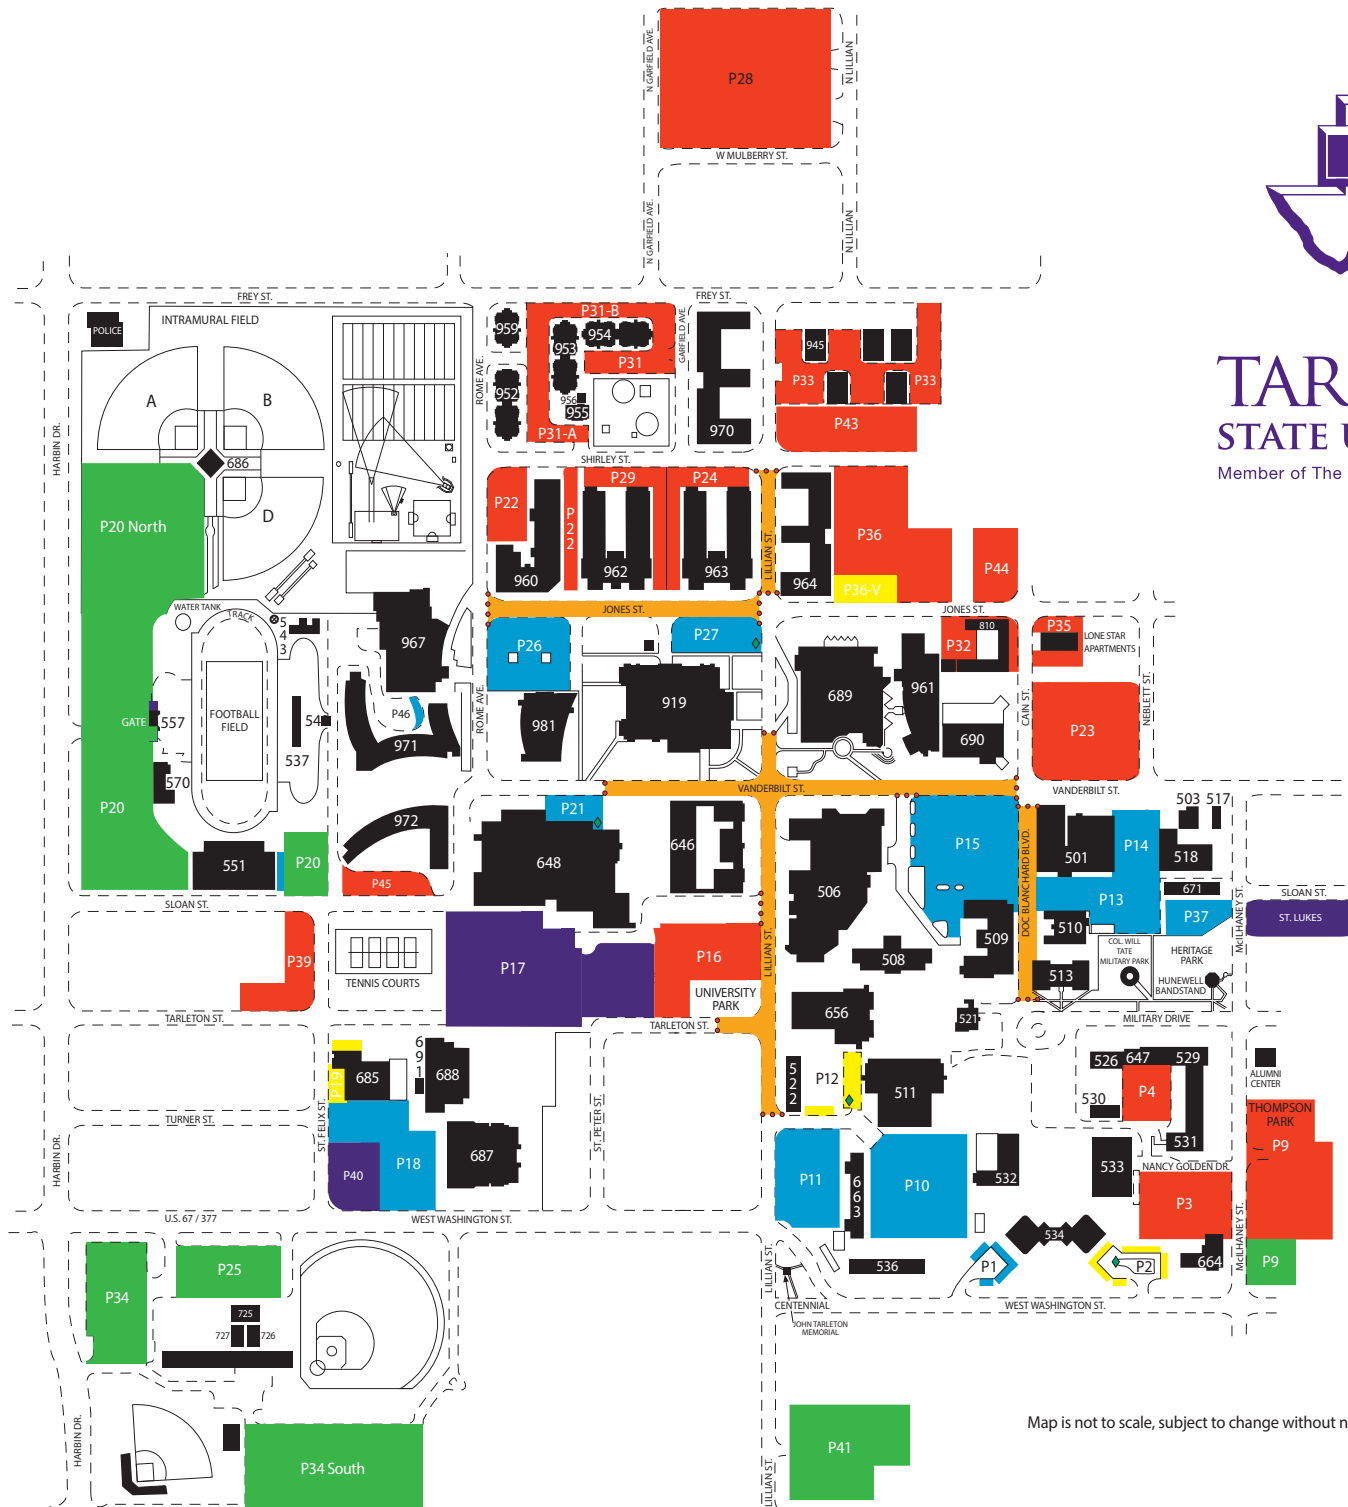 P28
N GARFIELD AVE.
N LILLIAN
W MULBERRY ST.
N GARFIELD AVE.
N LILLIAN
TAR
STATE U
Member of The
FREY ST.
FREY ST.
POLICE
INTRAMURAL FIELD
A
B
D
686
HARBIN DR.
P20 North
959
P31-B
954
953
P31
952
956
955
P31-A
ROME AVE.
GARFIELD AVE.
970
945
P33
P33
P43
SHIRLEY ST.
P22
P22
P29
P24
960
962
963
LILLIAN ST.
964
P36
P36-V
P44
JONES ST.
JONES ST.
WATER TANK
TRACK
543
967
P26
P27
689
961
P32
810
P35
LONE STAR
APARTMENTS
FOOTBALL
FIELD
GATE
557
54
537
570
P46
971
ROME AVE.
981
919
690
CAIN ST.
P23
NEBLETT ST.
VANDERBILT ST.
VANDERBILT ST.
P20
972
P21
648
646
506
P15
DOC BLANCHARD BLVD.
501
P14
503
517
518
551
P20
P45
SLOAN ST.
SLOAN ST.
671
P13
P37
McILHANEY ST.
ST. LUKES
P39
TENNIS COURTS
P17
P16
UNIVERSITY
PARK
LILLIAN ST.
508
509
510
513
COL. WILL
TATE
MILITARY PARK
HERITAGE
PARK
HUNEWELL
BANDSTAND
TARLETON ST.
TARLETON ST.
656
521
MILITARY DRIVE
P19
685
691
688
522
P12
511
526
647
529
530
P4
531
ALUMNI
CENTER
THOMPSON
PARK
P9
TURNER ST.
ST. FELIX ST.
ST. PETER ST.
P40
P18
687
P11
663
P10
532
533
NANCY GOLDEN DR.
P3
HARBIN DR.
U.S. 67 / 377
WEST WASHINGTON ST.
534
P1
P2
664
McILHANEY ST.
P9
536
LILLIAN ST.
CENTENNIAL
WEST WASHINGTON ST.
JOHN TARLETON
MEMORIAL
P34
P25
725
727
726
HARBIN DR.
P34 South
P41
LILLIAN ST.
Map is not to scale, subject to change without n